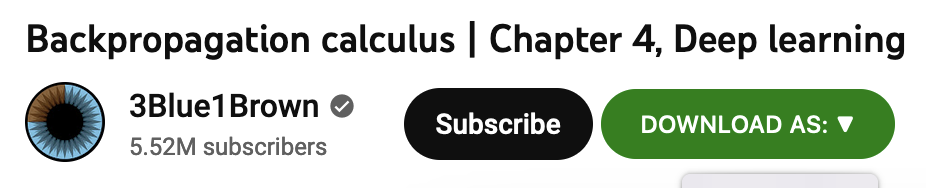 Backpropagation calculus | Chapter 4, Deep learning
3Blue1Brown
5.52M subscribers
Subscribe
DOWNLOAD AS: ▼